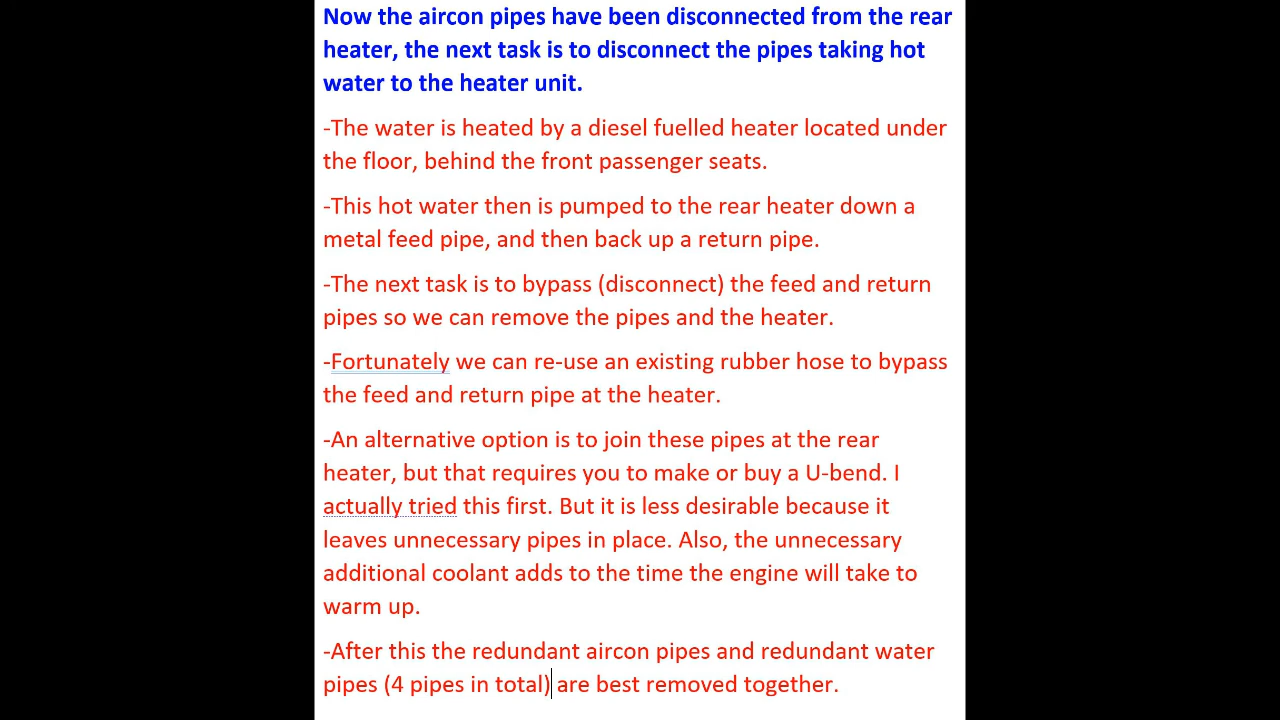 Now the aircon pipes have been disconnected from the rear
heater, the next task is to disconnect the pipes taking hot
water to the heater unit.
-The water is heated by a diesel fuelled heater located under
the floor, behind the front passenger seats.
-This hot water then is pumped to the rear heater down a
metal feed pipe, and then back up a return pipe.
-The next task is to bypass (disconnect) the feed and return
pipes so we can remove the pipes and the heater.
-Fortunately we can re-use an existing rubber hose to bypass
the feed and return pipe at the heater.
-An alternative option is to join these pipes at the rear
heater, but that requires you to make or buy a U-bend. I
actually tried this first. But it is less desirable because it
leaves unnecessary pipes in place. Also, the unnecessary
additional coolant adds to the time the engine will take to
warm up.
-After this the redundant aircon pipes and redundant water
pipes (4 pipes in total) are best removed together.